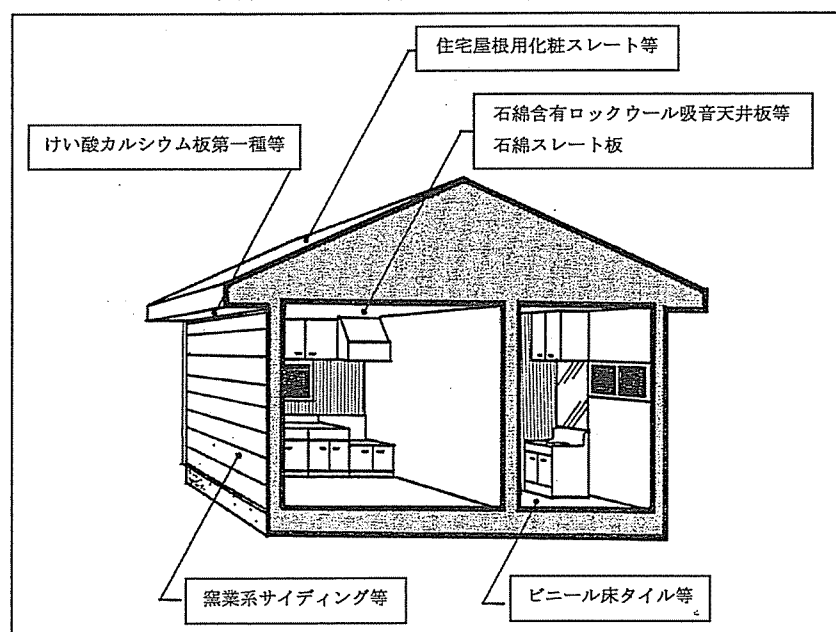 住宅屋根用化粧スレート等
石綿含有ロックウール吸音天井板等
石綿スレート板
けい酸カルシウム板第一種等
窯業系サイディング等
ビニール床タイル等